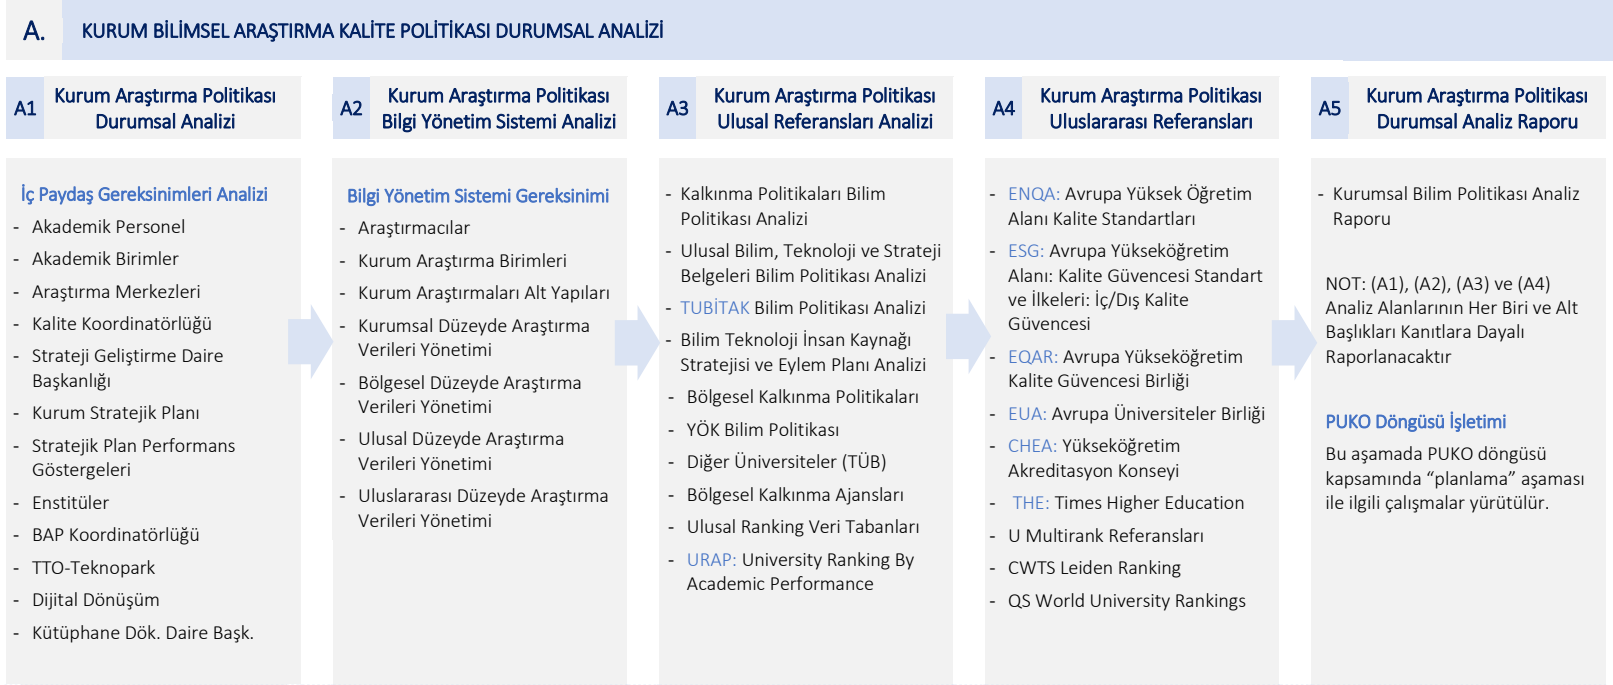 A.
KURUM BİLİMSEL ARAŞTIRMA KALİTE POLİTİKASI DURUMSAL ANALİZİ
A1
Kurum Araştırma Politikası
Durumsal Analizi
İç Paydaş Gereksinimleri Analizi
- Akademik Personel
- Akademik Birimler
- Araştırma Merkezleri
- Kalite Koordinatörlüğü
- Strateji Geliştirme Daire
Başkanlığı
- Kurum Stratejik Planı
- Stratejik Plan Performans
Göstergeleri
- Enstitüler
- BAP Koordinatörlüğü
- TTO-Teknopark
- Dijital Dönüşüm
- Kütüphane Dök. Daire Başk.
A2
Kurum Araştırma Politikası
Bilgi Yönetim Sistemi Analizi
Bilgi Yönetim Sistemi Gereksinimi
- Araştırmacılar
- Kurum Araştırma Birimleri
- Kurum Araştırmaları Alt Yapıları
- Kurumsal Düzeyde Araştırma
Verileri Yönetimi
- Bölgesel Düzeyde Araştırma
Verileri Yönetimi
- Ulusal Düzeyde Araştırma
Verileri Yönetimi
- Uluslararası Düzeyde Araştırma
Verileri Yönetimi
A3
Kurum Araştırma Politikası
Ulusal Referansları Analizi
- Kalkınma Politikaları Bilim
Politikası Analizi
- Ulusal Bilim, Teknoloji ve Strateji
Belgeleri Bilim Politikası Analizi
- TUBİTAK Bilim Politikası Analizi
- Bilim Teknoloji İnsan Kaynağı
Stratejisi ve Eylem Planı Analizi
- Bölgesel Kalkınma Politikaları
- YÖK Bilim Politikası
- Diğer Üniversiteler (TÜB)
- Bölgesel Kalkınma Ajansları
- Ulusal Ranking Veri Tabanları
- URAP: University Ranking By
Academic Performance
A4
Kurum Araştırma Politikası
Uluslararası Referansları
- ENQA: Avrupa Yüksek Öğretim
Alanı Kalite Standartları
- ESG: Avrupa Yükseköğretim
Alanı: Kalite Güvencesi Standart
ve İlkeleri: İç/Dış Kalite
Güvencesi
- EQAR: Avrupa Yükseköğretim
Kalite Güvencesi Birliği
- EUA: Avrupa Üniversiteler Birliği
- CHEA: Yükseköğretim
Akreditasyon Konseyi
- THE: Times Higher Education
- U Multirank Referansları
- CWTS Leiden Ranking
- QS World University Rankings
A5
Kurum Araştırma Politikası
Durumsal Analiz Raporu
- Kurumsal Bilim Politikası Analiz
Raporu
NOT: (A1), (A2), (A3) ve (A4)
Analiz Alanlarının Her Biri ve Alt
Başlıkları Kanıtlara Dayalı
Raporlanacaktır
PUKO Döngüsü İşletimi
Bu aşamada PUKO döngüsü
kapsamında “planlama” aşaması
ile ilgili çalışmalar yürütülür.